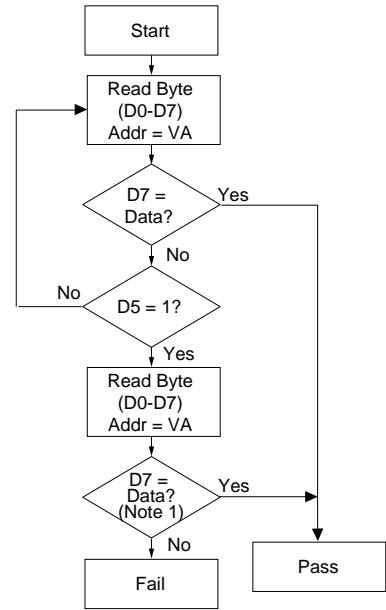 Start
Read Byte
(D0-D7)
Addr = VA
D7 =
Data?
Yes
No
D5 = 1?
No
Yes
Read Byte
(D0-D7)
Addr = VA
D7 =
Data?
(Note 1)
Yes
No
Fail
Pass